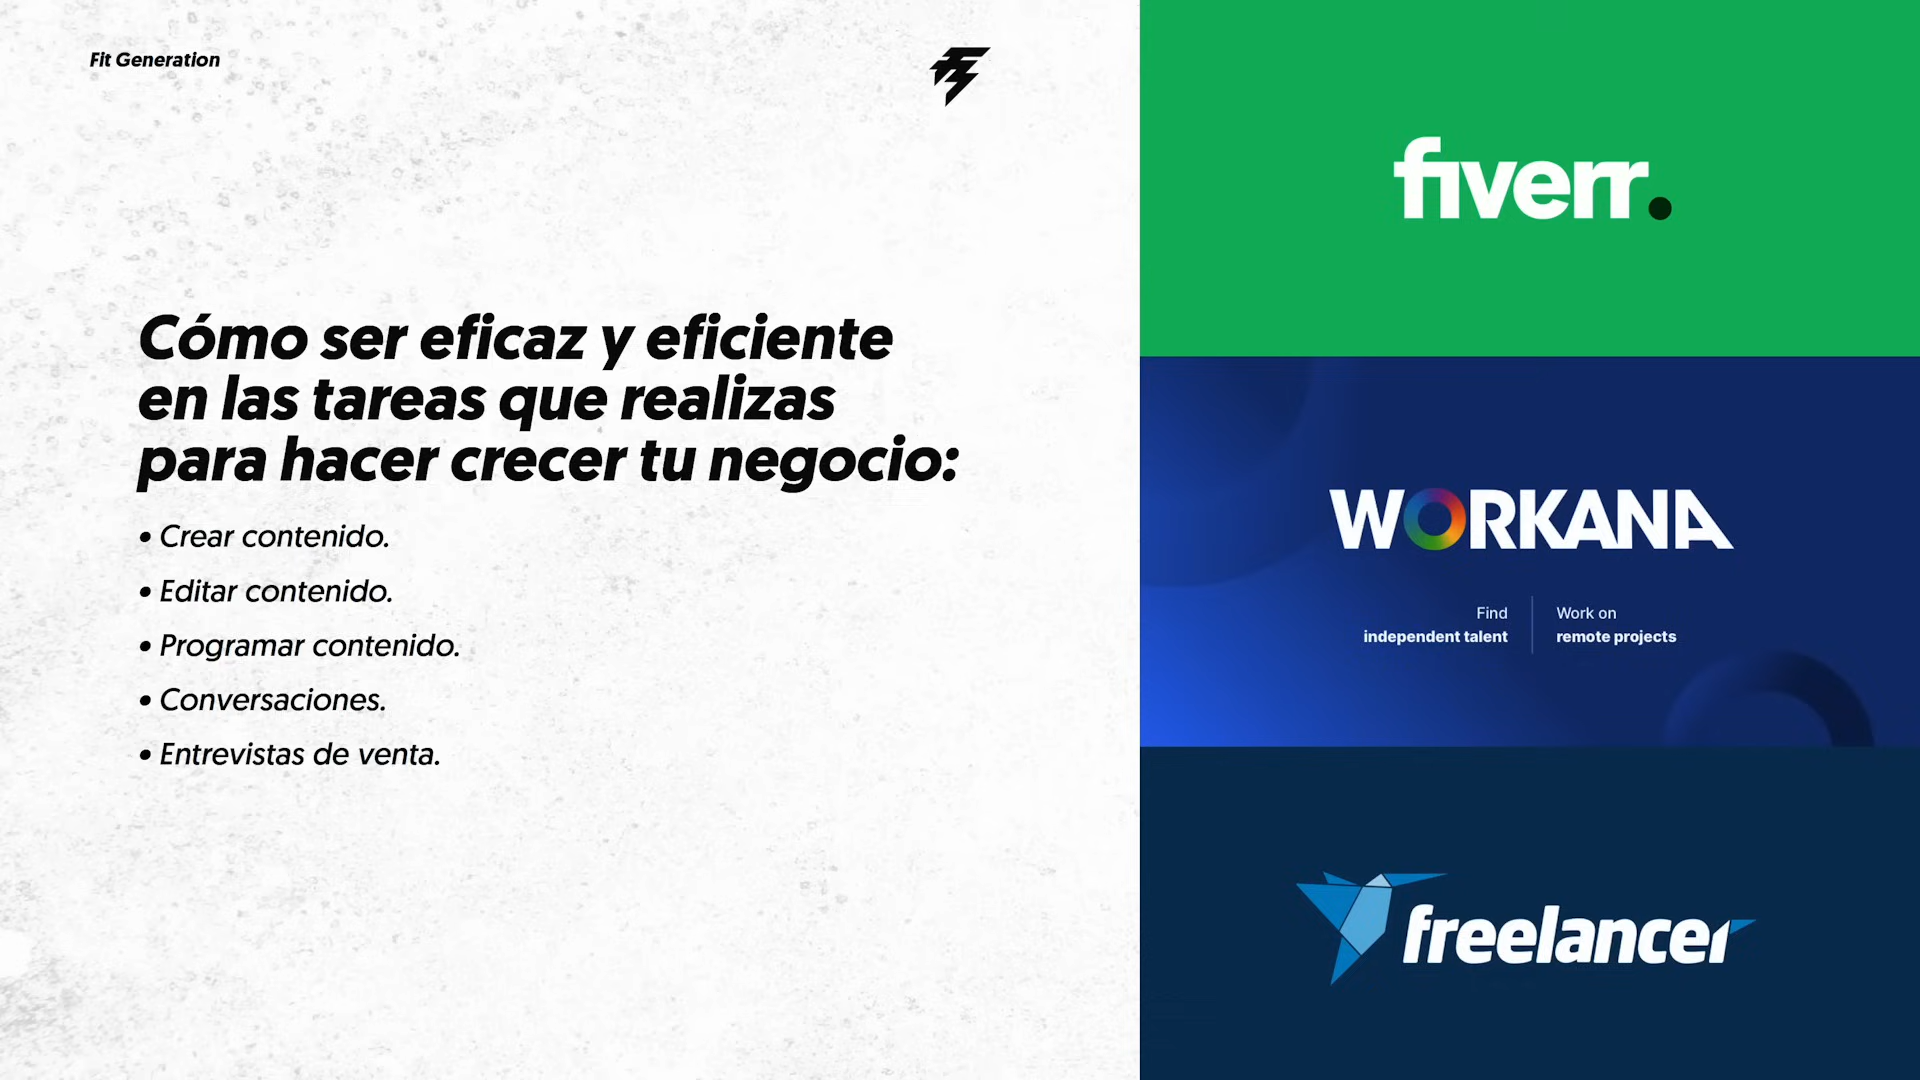 Fit Generation
Cómo ser eficaz y eficiente
en las tareas que realizas
para hacer crecer tu negocio:
• Crear contenido.
• Editar contenido.
• Programar contenido.
• Conversaciones.
• Entrevistas de venta.
fiverr.
WORKANA
Find
independent talent
Work on
remote projects
freelancer